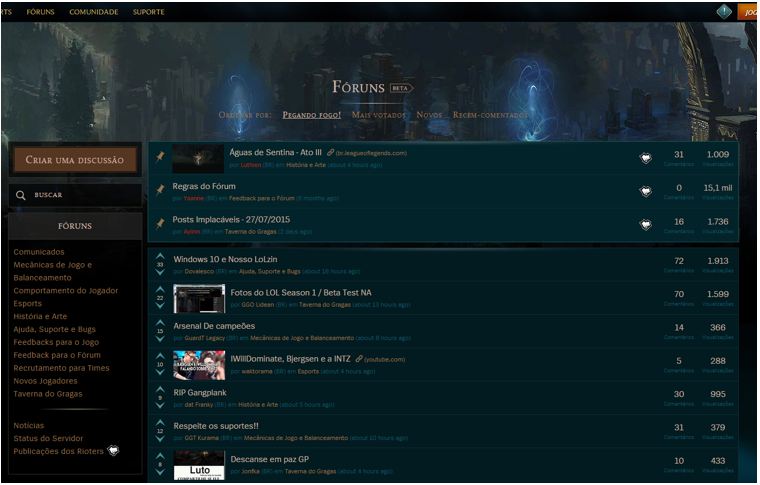 RTS FÓRUNS COMUNIDADE SUPORTE JOG
FÓRUNS BETA
ORDENAR POR: PEGANDO FOGO! MAIS VOTADOS NOVOS RECÉM-COMENTADOS
CRIAR UMA DISCUSSÃO
BUSCAR
FÓRUNS
Comunicados
Mecânicas de Jogo e
Balanceamento
Comportamento do Jogador
Esports
História e Arte
Ajuda, Suporte e Bugs
Feedbacks para o Jogo
Feedback para o Fórum
Recrutamento para Times
Novos Jogadores
Taverna do Gragas
Notícias
Status do Servidor
Publicações dos Rioters
Águas de Sentina - Ato III (br.leagueoflegends.com) 31 1.009
por Luthien (BR) em História e Arte (about 4 hours ago) Comentários Visualizações
Regras do Fórum 0 15,1 mil
por Ysanne (BR) em Feedback para o Fórum (8 months ago) Comentários Visualizações
Posts Implacáveis - 27/07/2015 16 1.736
por Aylinn (BR) em Taverna do Gragas (2 days ago) Comentários Visualizações
33 Windows 10 e Nosso LoLzin 72 1.913
por Dovalesco (BR) em Ajuda, Suporte e Bugs (about 16 hours ago) Comentários Visualizações
22 Fotos do LOL Season 1 / Beta Test NA 70 1.599
por GGO Lidean (BR) em Taverna do Gragas (about 13 hours ago) Comentários Visualizações
15 Arsenal De campeões 14 366
por GuardT Legacy (BR) em Mecânicas de Jogo e Balanceamento (about 8 hours ago) Comentários Visualizações
10 IWillDominate, Bjergsen e a INTZ (youtube.com) 5 288
FALANDO SOBRE
por waktorama (BR) em Esports (about 4 hours ago) Comentários Visualizações
9 RIP Gangplank 30 995
por dat Franky (BR) em História e Arte (about 5 hours ago) Comentários Visualizações
12 Respeite os suportes!! 31 379
por GGT Kurama (BR) em Mecânicas de Jogo e Balanceamento (about 10 hours ago) Comentários Visualizações
8 Descanse em paz GP 10 433
Luto
por Jonfka (BR) em Taverna do Gragas (about 4 hours ago) Comentários Visualizações